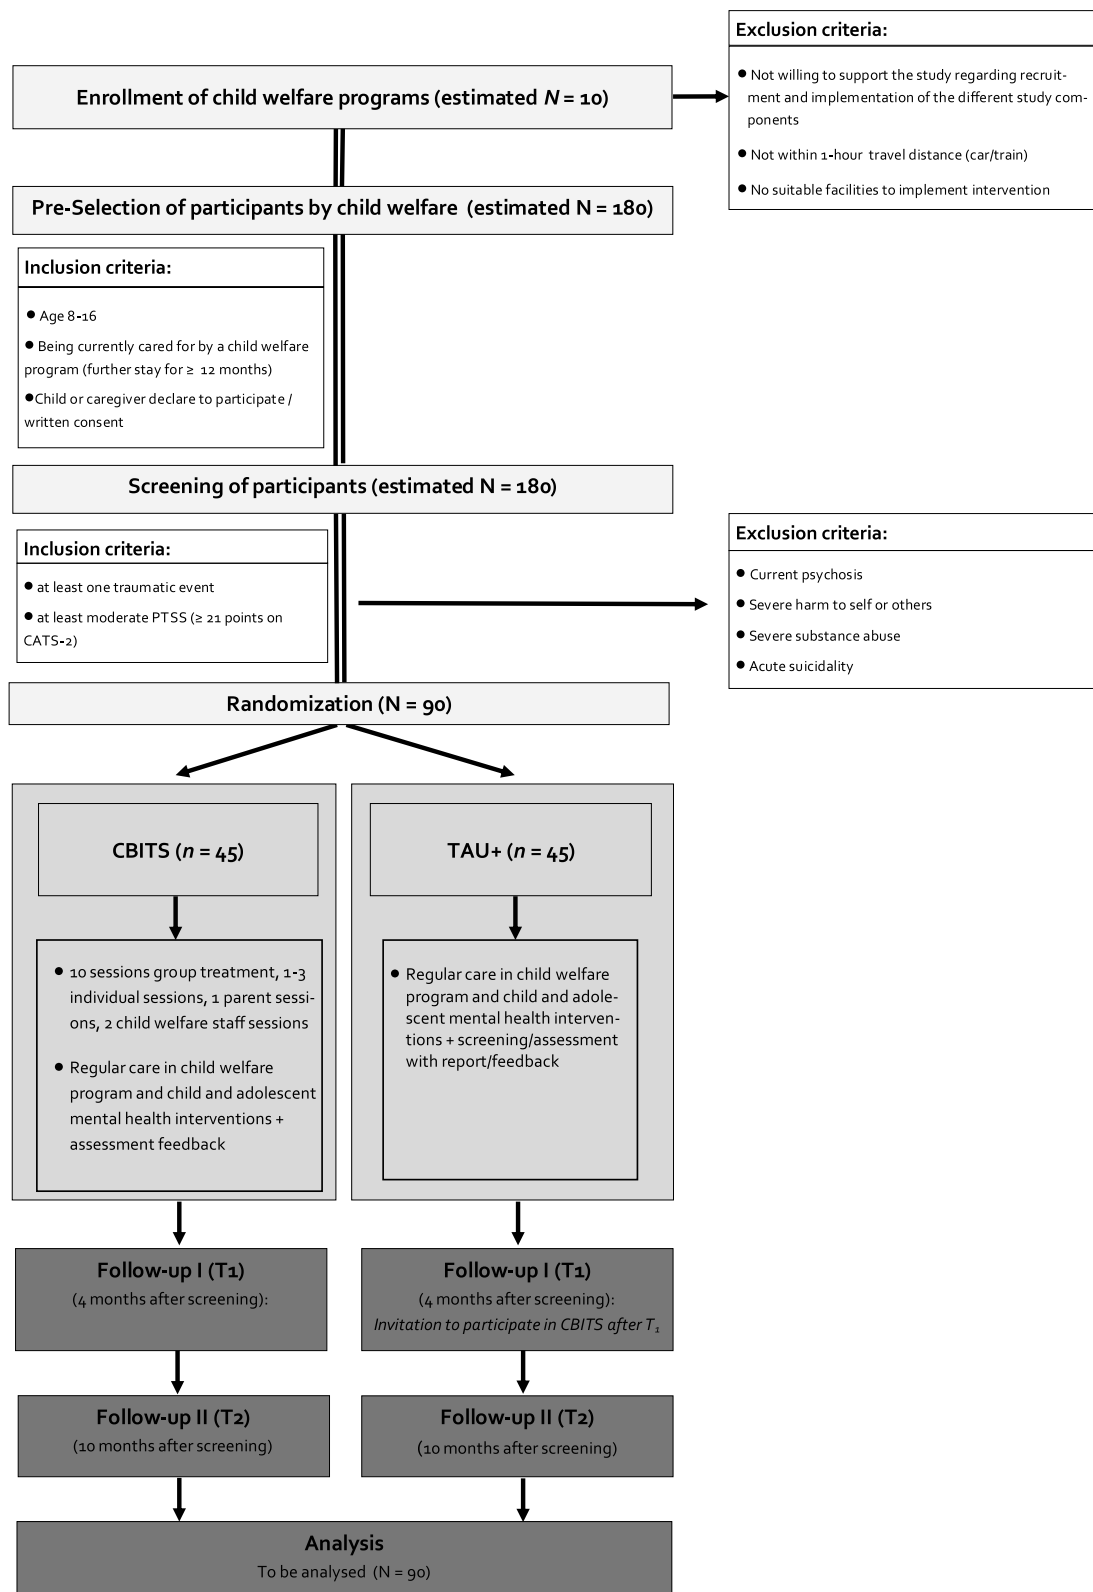 Exclusion criteria:
● Not willing to support the study regarding recruit-
ment and implementation of the different study com-
ponents
● Not within 1-hour travel distance (car/train)
● No suitable facilities to implement intervention
Enrollment of child welfare programs (estimated N = 10)
Pre-Selection of participants by child welfare (estimated N = 180)
Inclusion criteria:
● Age 8-16
● Being currently cared for by a child welfare
program (further stay for ≥ 12 months)
●Child or caregiver declare to participate /
written consent
Screening of participants (estimated N = 180)
Inclusion criteria:
● at least one traumatic event
● at least moderate PTSS (≥ 21 points on
CATS-2)
Exclusion criteria:
● Current psychosis
● Severe harm to self or others
● Severe substance abuse
● Acute suicidality
Randomization (N = 90)
CBITS (n = 45)
● 10 sessions group treatment, 1-3
individual sessions, 1 parent sessi-
ons, 2 child welfare staff sessions
● Regular care in child welfare
program and child and adolescent
mental health interventions +
assessment feedback
TAU+ (n = 45)
● Regular care in child welfare
program and child and adole-
scent mental health interven-
tions + screening/assessment
with report/feedback
Follow-up I (T1)
(4 months after screening):
Follow-up I (T1)
(4 months after screening):
Invitation to participate in CBITS after T1
Follow-up II (T2)
(10 months after screening)
Follow-up II (T2)
(10 months after screening)
Analysis
To be analysed (N = 90)